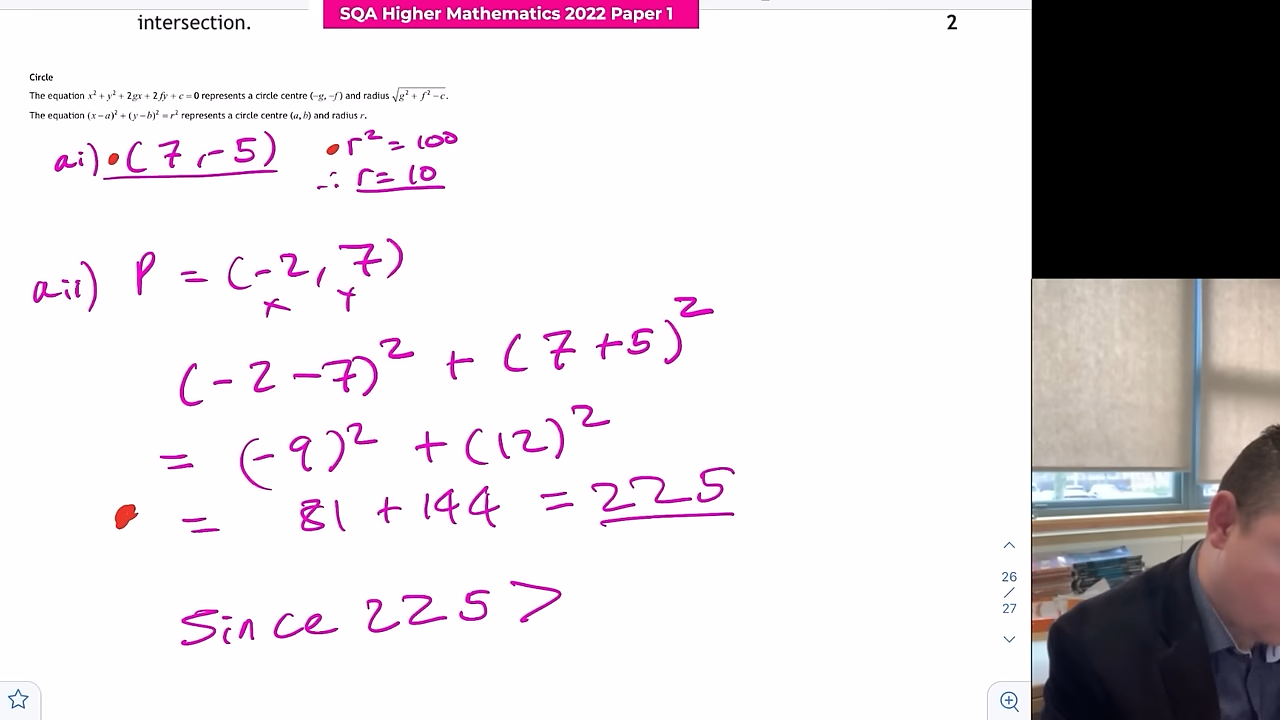 SQA Higher Mathematics 2022 Paper 1
intersection. 2
Circle
The equation x² + y² + 2gx + 2fy + c = 0 represents a circle centre (-g, -f) and radius √(g² + f² - c).
The equation (x - a)² + (y - b)² = r² represents a circle centre (a, b) and radius r.
ai) • (7, -5) • r² = 100
∴ r = 10
aii) P = (-2, 7)
x y
(-2 -7)² + (7 +5)²
= (-9)² + (12)²
= 81 + 144 = 225
Since 225 >
26
/
27